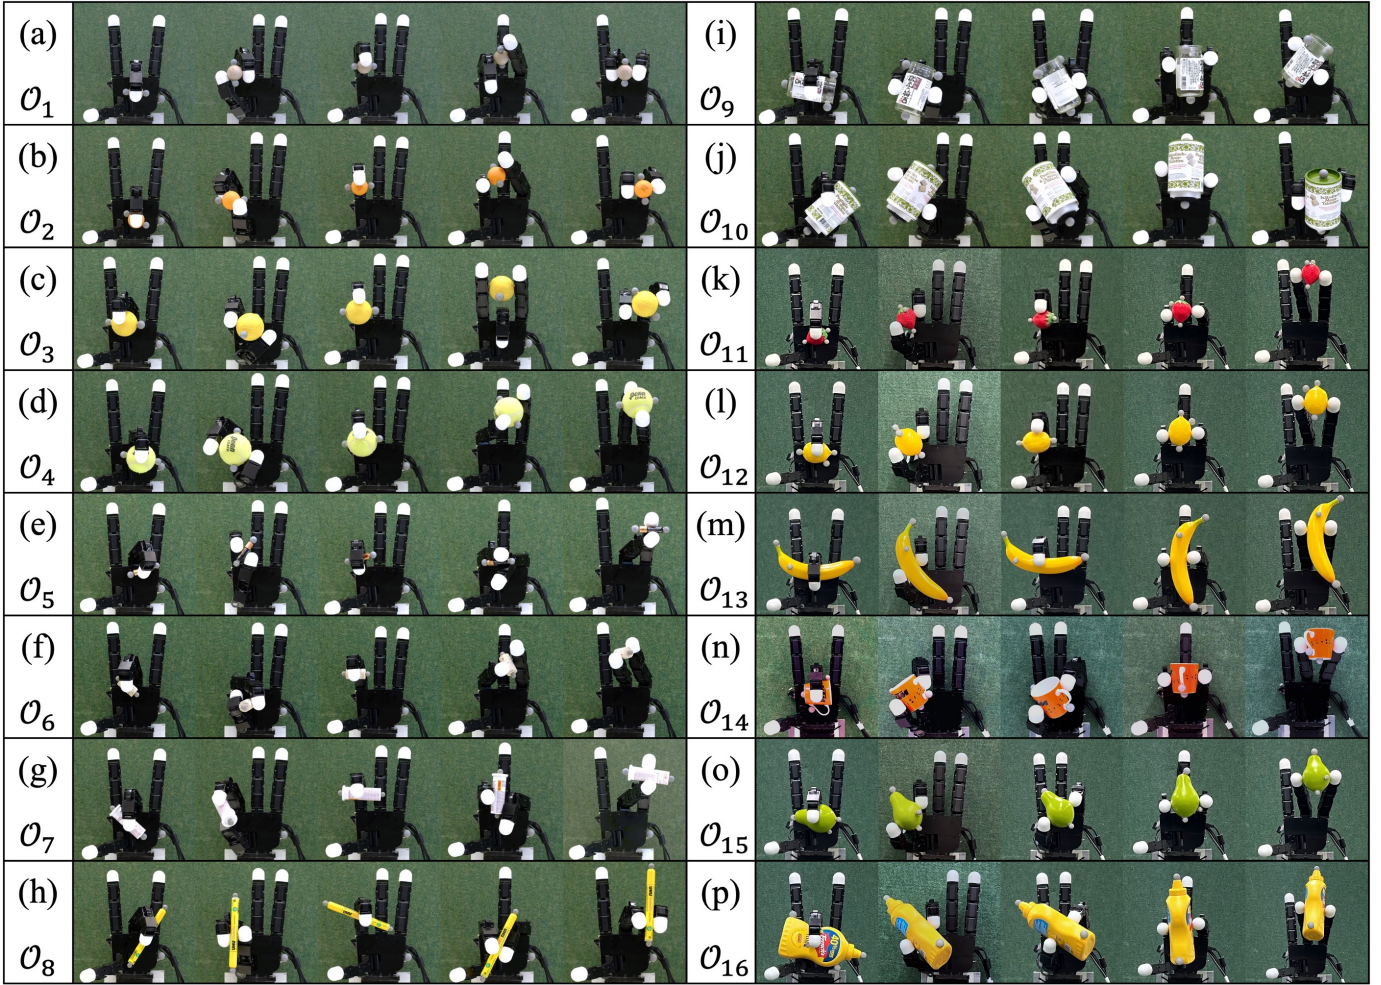 (a)
𝒪1
(b)
𝒪2
(c)
𝒪3
(d)
𝒪4
(e)
𝒪5
(f)
𝒪6
(g)
𝒪7
(h)
𝒪8
(i)
𝒪9
(j)
𝒪10
(k)
𝒪11
(l)
𝒪12
(m)
𝒪13
(n)
𝒪14
(o)
𝒪15
(p)
𝒪16